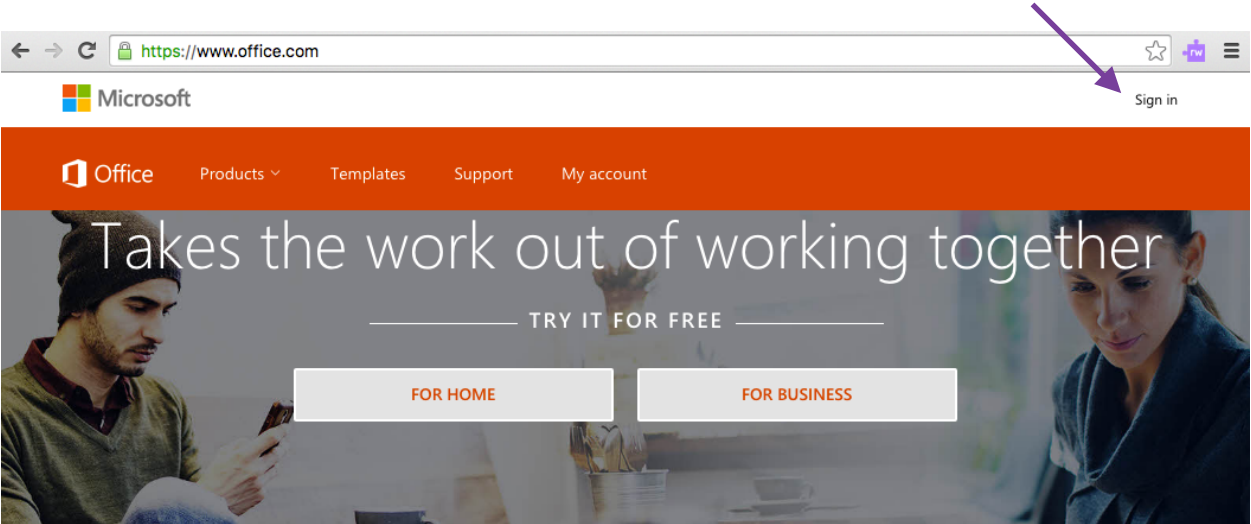 https://www.office.com
rw
Microsoft
Sign in
Office Products Templates Support My account
Takes the work out of working together
TRY IT FOR FREE
FOR HOME FOR BUSINESS